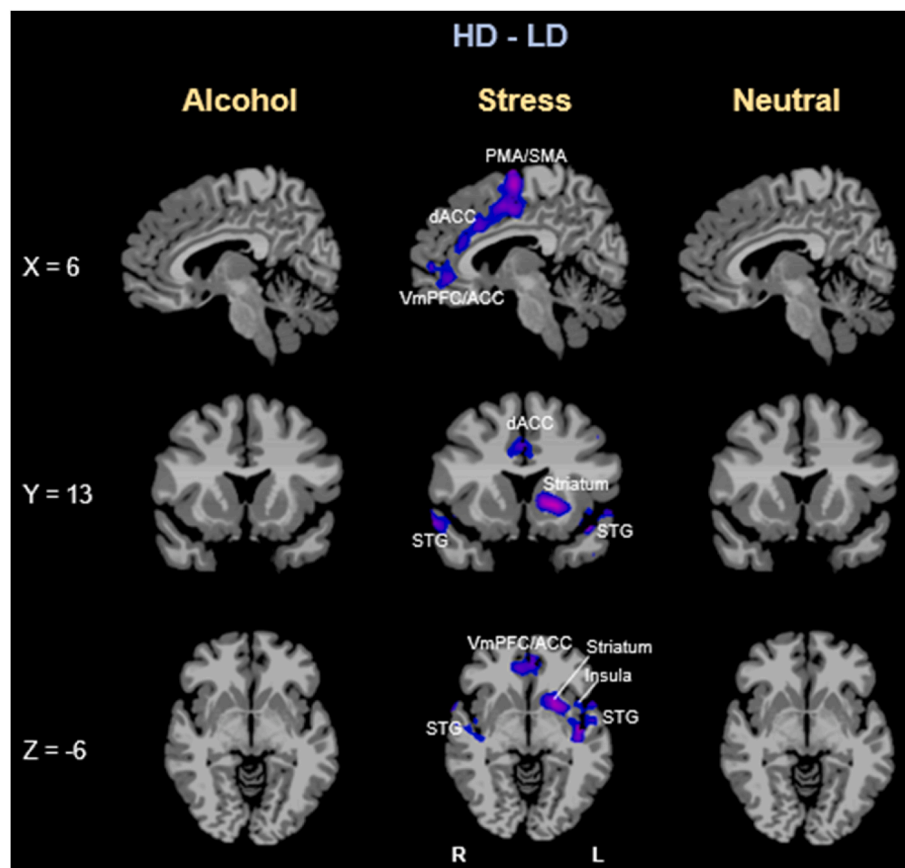 HD - LD
Alcohol
Stress
Neutral
X = 6
PMA/SMA
dACC
VmPFC/ACC
Y = 13
dACC
Striatum
STG
STG
Z = -6
VmPFC/ACC
Striatum
Insula
STG
STG
R
L